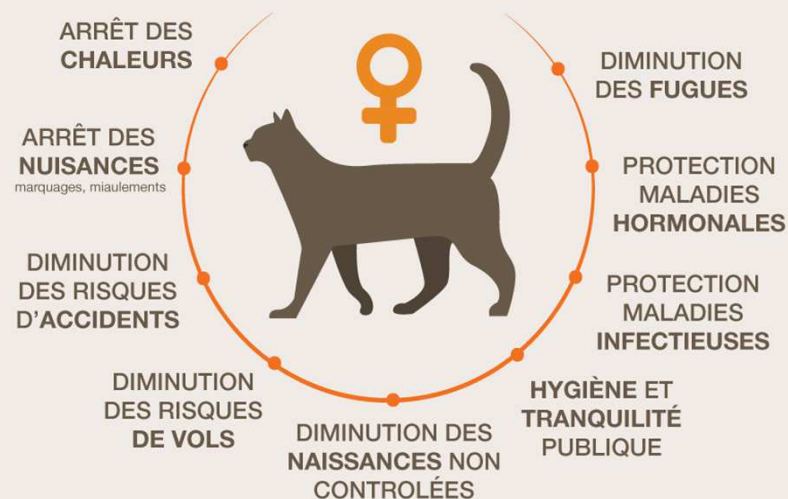 ARRÊT DES
CHALEURS
ARRÊT DES
NUISANCES
marquages, miaulements
DIMINUTION
DES RISQUES
D'ACCIDENTS
DIMINUTION
DES RISQUES
DE VOLS
DIMINUTION DES
NAISSANCES NON
CONTROLÉES
HYGIÈNE ET
TRANQUILITÉ
PUBLIQUE
PROTECTION
MALADIES
INFECTIEUSES
PROTECTION
MALADIES
HORMONALES
DIMINUTION
DES FUGUES